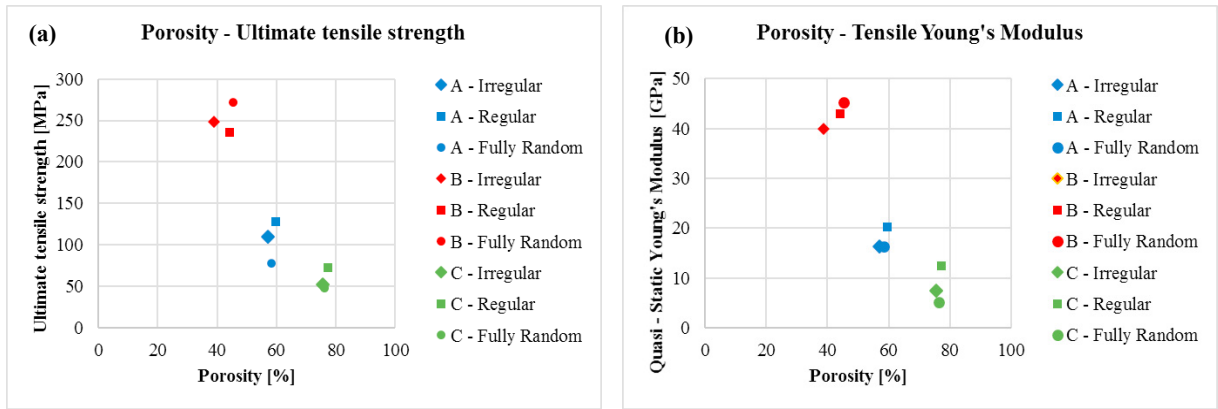 (a)
Porosity - Ultimate tensile strength
Ultimate tensile strength [MPa]
300
250
200
150
100
50
0
0 20 40 60 80 100
Porosity [%]
A - Irregular
A - Regular
A - Fully Random
B - Irregular
B - Regular
B - Fully Random
C - Irregular
C - Regular
C - Fully Random
(b)
Porosity - Tensile Young's Modulus
Quasi - Static Young's Modulus [GPa]
50
40
30
20
10
0
0 20 40 60 80 100
Porosity [%]
A - Irregular
A - Regular
A - Fully Random
B - Irregular
B - Regular
B - Fully Random
C - Irregular
C - Regular
C - Fully Random